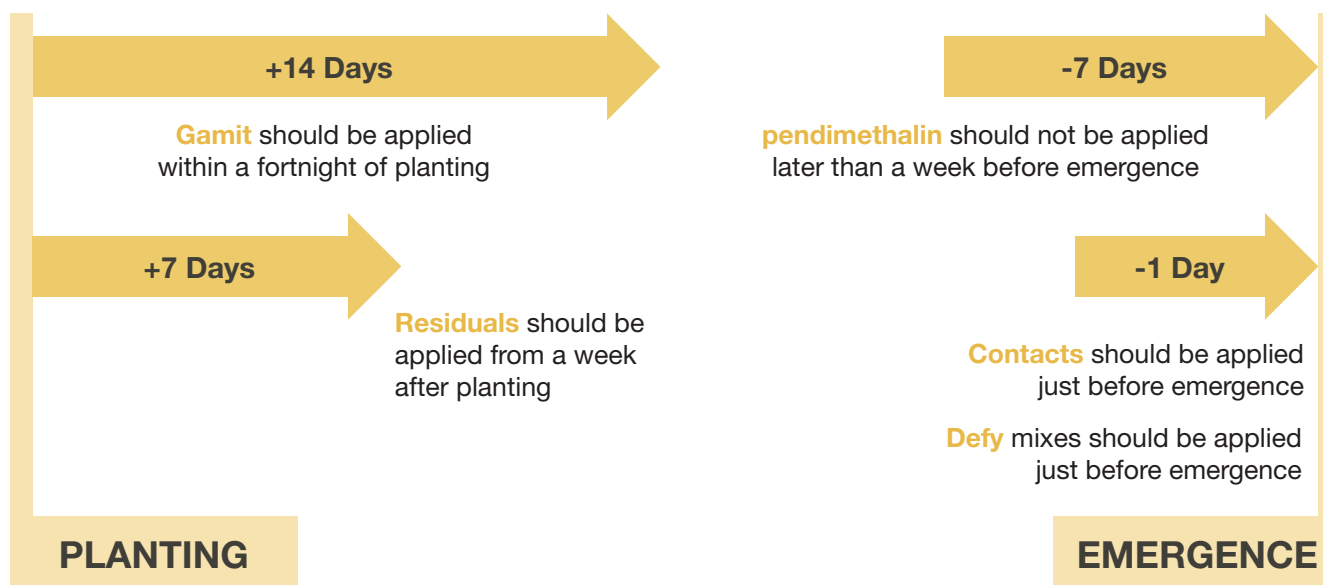 +14 Days
Gamit should be applied
within a fortnight of planting
-7 Days
pendimethalin should not be applied
later than a week before emergence
+7 Days
Residuals should be
applied from a week
after planting
-1 Day
Contacts should be applied
just before emergence
Defy mixes should be applied
just before emergence
PLANTING
EMERGENCE